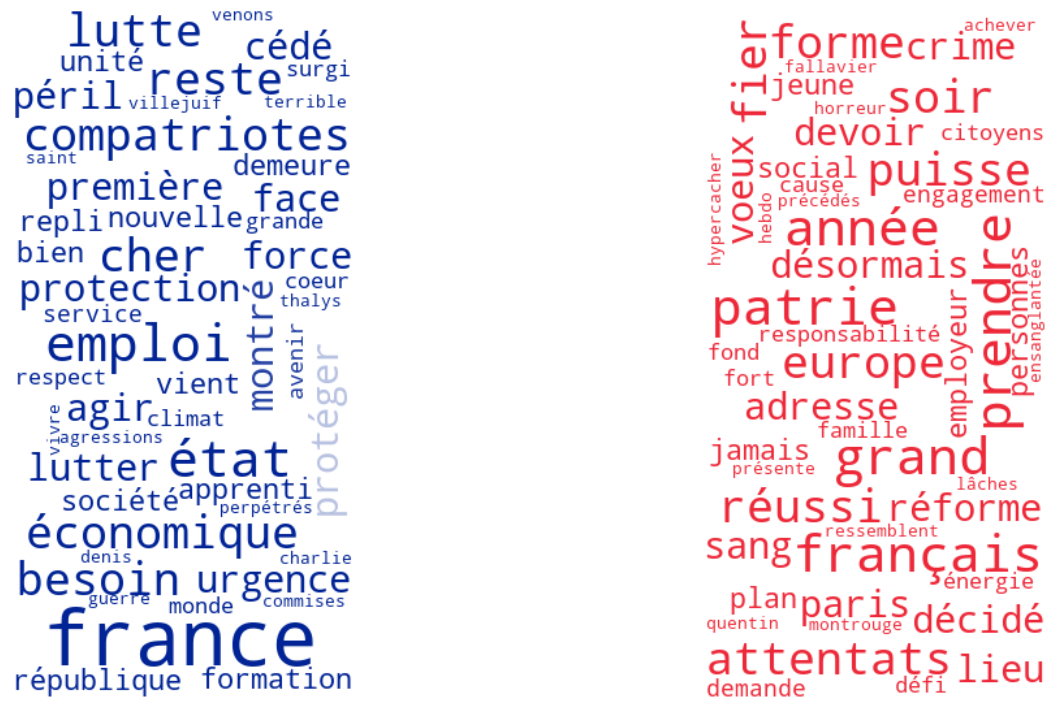 venons
lutte
cédé
unité
reste
surgi
péril
villejuif
terrible
compatriotes
saint
demeure
première
face
repli
nouvelle
grande
bien
cher
force
protection
coeur
thalys
service
montré
emploi
avenir
protéger
respect
vient
agir
climat
vivre
agressions
lutter
état
société
apprenti
perpétrés
économique
denis
charlie
besoin
urgence
guerre
monde
commises
france
république
formation
achever
fier
forme
crime
fallavier
jeune
horreur
soir
devoir
citoyens
voeux
social
puisse
hypercacher
hebdo
cause
précédés
engagement
année
prendre
désormais
personnes
ensanglantée
patrie
employeur
responsabilité
fond
europe
fort
adresse
famille
jamais
présente
grand
lâches
réussi
réforme
ressemblent
sang
français
énergie
plan
paris
quentin
montrouge
décidé
attentats
lieu
demande
défi